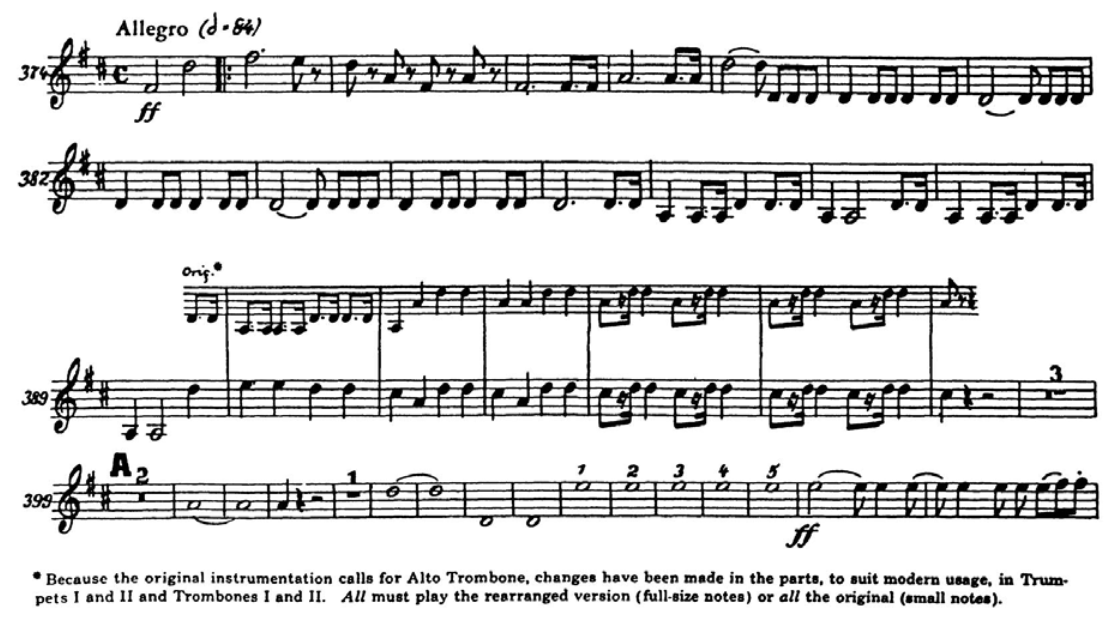 Allegro (𝅗𝅥 = 84)
374
ff
382
Orig.*
389
3
A
2
399
1
1 2 3 4 5
ff
* Because the original instrumentation calls for Alto Trombone, changes have been made in the parts, to suit modern usage, in Trum-
pets I and II and Trombones I and II. All must play the rearranged version (full-size notes) or all the original (small notes).